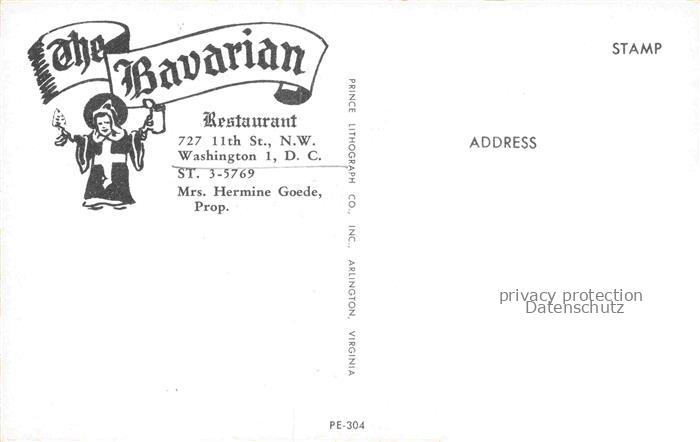 The
Bavarian
Restaurant
727 11th St., N.W.
Washington 1, D. C.
ST. 3-5769
Mrs. Hermine Goede,
Prop.
PRINCE LITHOGRAPH CO., INC., ARLINGTON, VIRGINIA
STAMP
ADDRESS
privacy protection
Datenschutz
PE-304